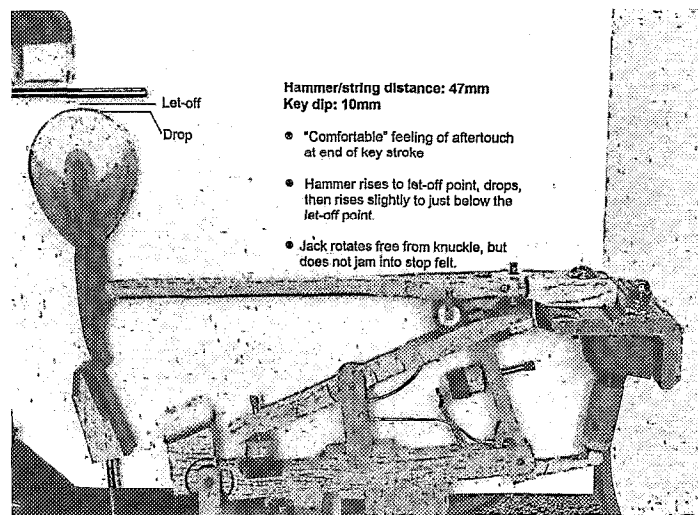 Hammer/string distance: 47mm
Key dip: 10mm
Let-off
Drop
"Comfortable" feeling of aftertouch
at end of key stroke
Hammer rises to let-off point, drops,
then rises slightly to just below the
let-off point.
Jack rotates free from knuckle, but
does not jam into stop felt.